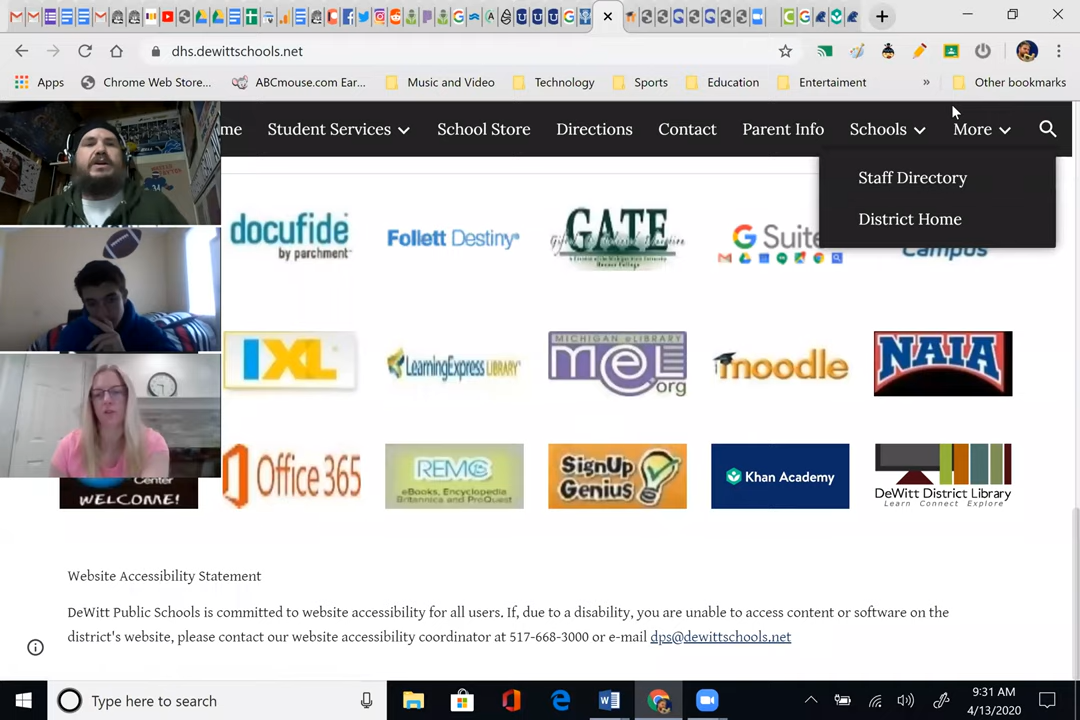 dhs.dewittschools.net
Apps
Chrome Web Store...
ABCmouse.com Ear...
Music and Video
Technology
Sports
Education
Entertaiment
»
Other bookmarks
me
Student Services
School Store
Directions
Contact
Parent Info
Schools
More
Staff Directory
District Home
docufide
by parchment
Follett Destiny
GATE
G Suite
Campus
IXL
LearningExpress LIBRARY
MICHIGAN eLIBRARY
mel.org
moodle
NAIA
Center
WELCOME!
Office 365
REMC
eBooks, Encyclopedia
Britannica and ProQuest
SignUp
Genius
Khan Academy
DeWitt District Library
Learn Connect Explore
Website Accessibility Statement
DeWitt Public Schools is committed to website accessibility for all users. If, due to a disability, you are unable to access content or software on the
district's website, please contact our website accessibility coordinator at 517-668-3000 or e-mail dps@dewittschools.net
Type here to search
9:31 AM
4/13/2020